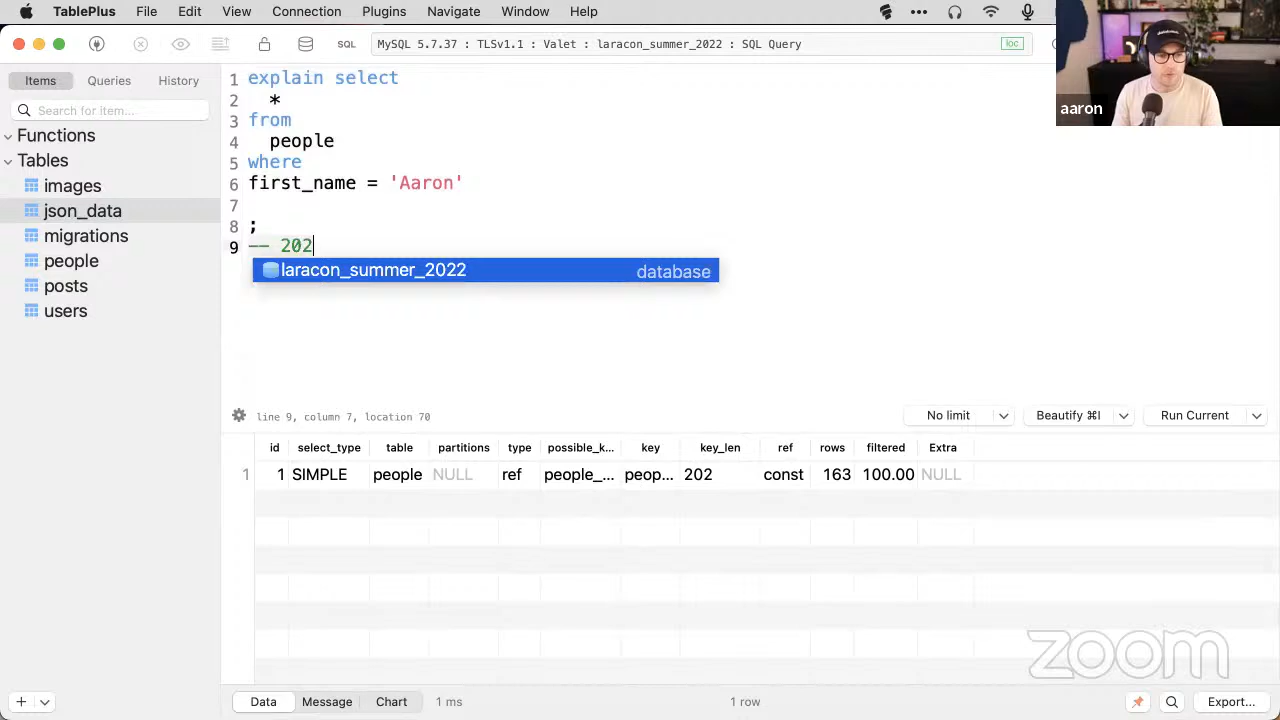 TablePlus File Edit View Connection Plugins Navigate Window Help
SQL MySQL 5.7.37 : TLSv1.1 : Valet : laracon_summer_2022 : SQL Query loc
aaron
Items Queries History
Search for item...
Functions
Tables
images
json_data
migrations
people
posts
users
1 explain select
2 *
3 from
4 people
5 where
6 first_name = 'Aaron'
7
8 ;
9 -- 202
laracon_summer_2022 database
line 9, column 7, location 70
No limit Beautify ⌘I Run Current
id select_type table partitions type possible_k... key key_len ref rows filtered Extra
1 1 SIMPLE people NULL ref people_... peop... 202 const 163 100.00 NULL
zoom
+ Data Message Chart 1 ms 1 row Export...